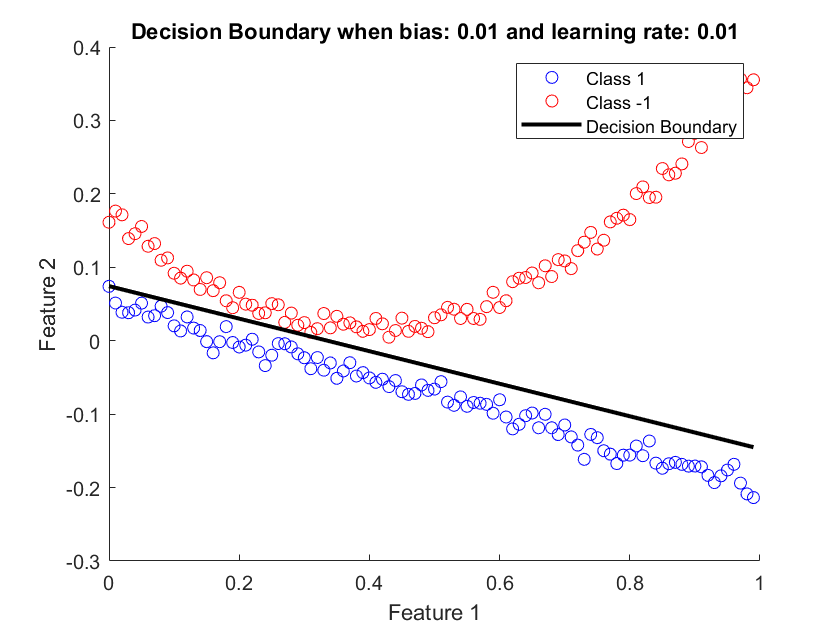 Decision Boundary when bias: 0.01 and learning rate: 0.01
0.4
Class 1
Class -1
Decision Boundary
0.3
0.2
0.1
0
-0.1
-0.2
-0.3
Feature 2
0
0.2
0.4
0.6
0.8
1
Feature 1